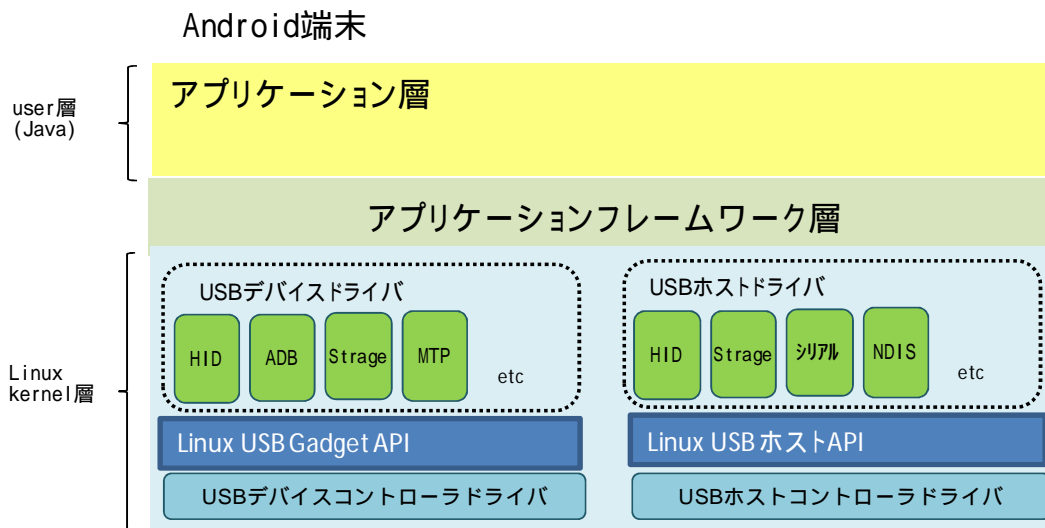 Android端末
user層
(Java)
アプリケーション層
アプリケーションフレームワーク層
Linux
kernel層
USBデバイスドライバ
HID
ADB
Strage
MTP
etc
Linux USB Gadget API
USBデバイスコントローラドライバ
USBホストドライバ
HID
Strage
シリアル
NDIS
etc
Linux USB ホストAPI
USBホストコントローラドライバ